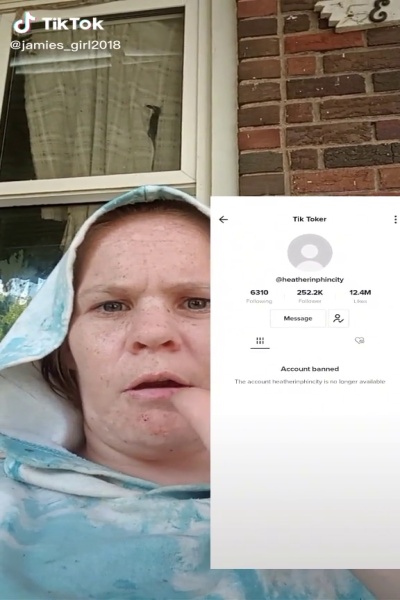 TikTok
@jamies_girl2018
E
Tik Toker
@heatherinphincity
6310 252.2K 12.4M
Following Followers Likes
Message
Account banned
The account heatherinphincity is no longer available